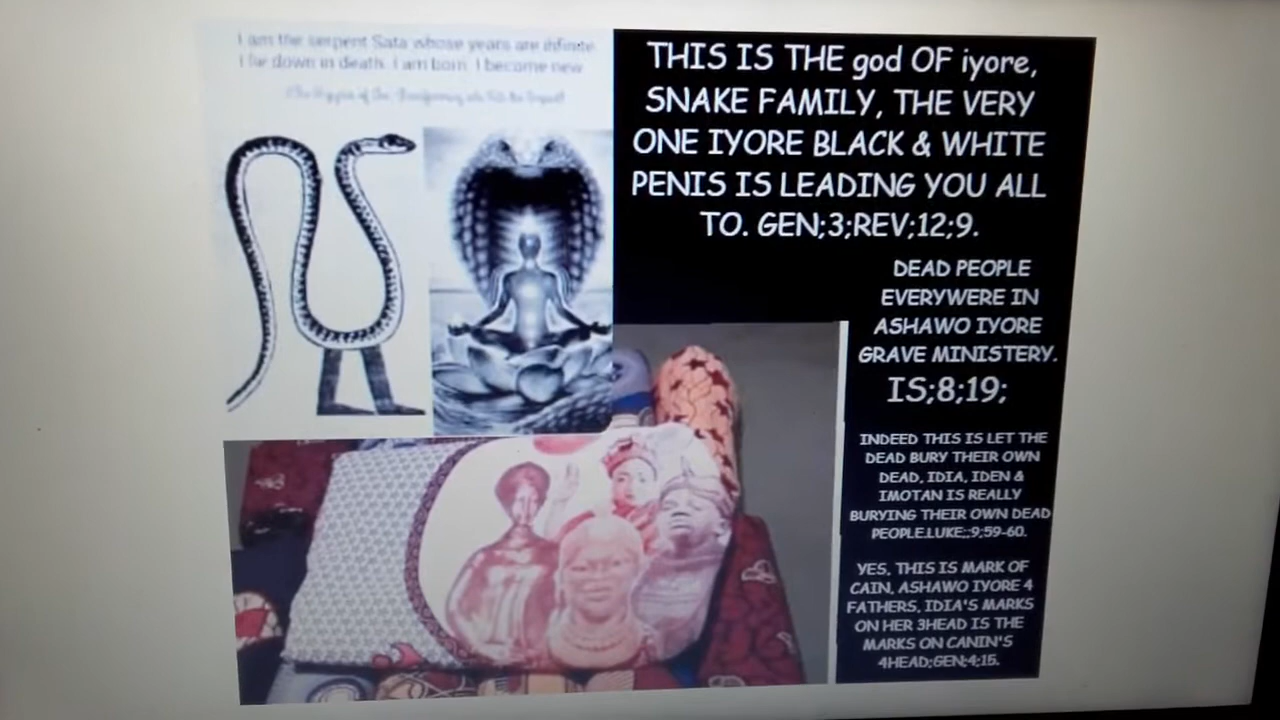 I am the serpent Sata whose years are infinite.
I lie down in death. I am born. I become new
THIS IS THE god OF iyore,
SNAKE FAMILY, THE VERY
ONE IYORE BLACK & WHITE
PENIS IS LEADING YOU ALL
TO. GEN;3;REV;12;9.
DEAD PEOPLE
EVERYWERE IN
ASHAWO IYORE
GRAVE MINISTERY.
IS;8;19;
INDEED THIS IS LET THE
DEAD BURY THEIR OWN
DEAD, IDIA, IDEN &
IMOTAN IS REALLY
BURYING THEIR OWN DEAD
PEOPLE.LUKE;;9;59-60.
YES, THIS IS MARK OF
CAIN, ASHAWO IYORE 4
FATHERS, IDIA'S MARKS
ON HER 3HEAD IS THE
MARKS ON CANIN'S
4HEAD;GEN;4;15.